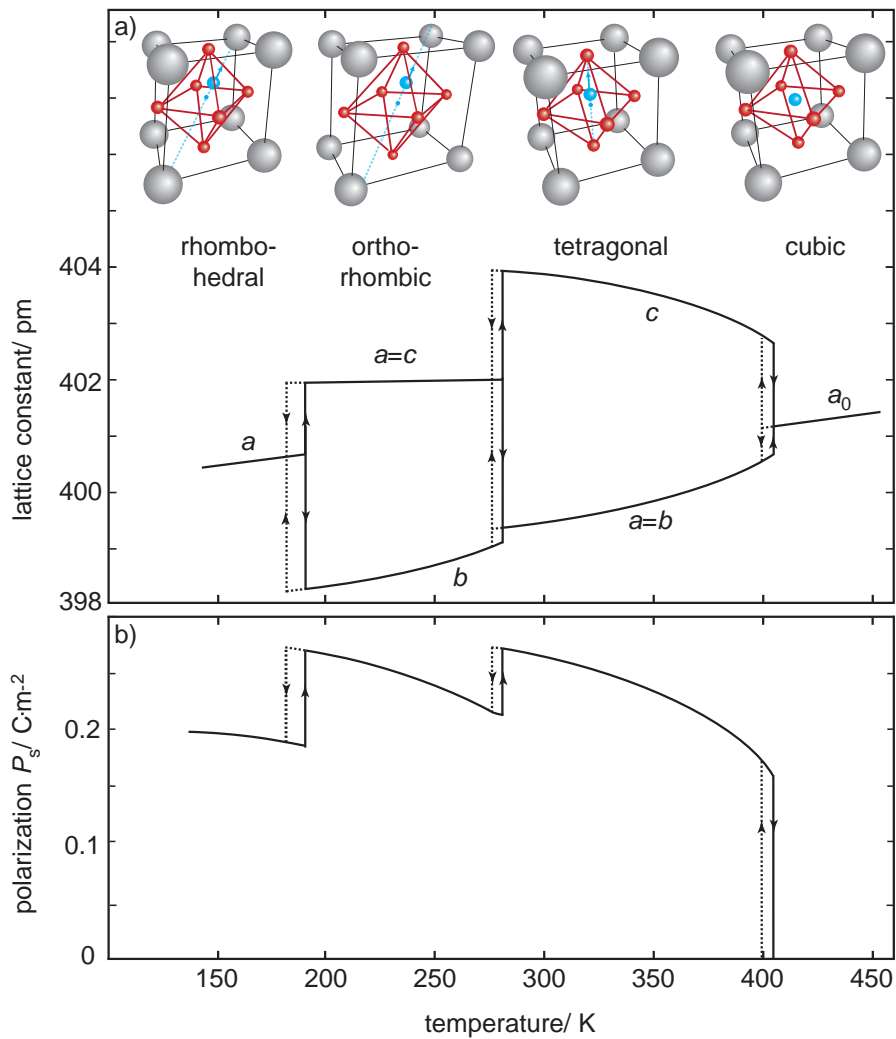 a)
rhombo-
hedral
ortho-
rhombic
tetragonal
cubic
404
402
400
398
lattice constant/ pm
a
a=c
b
c
a=b
a₀
b)
0.2
0.1
0
polarization Pₛ/ C·m⁻²
150 200 250 300 350 400 450
temperature/ K